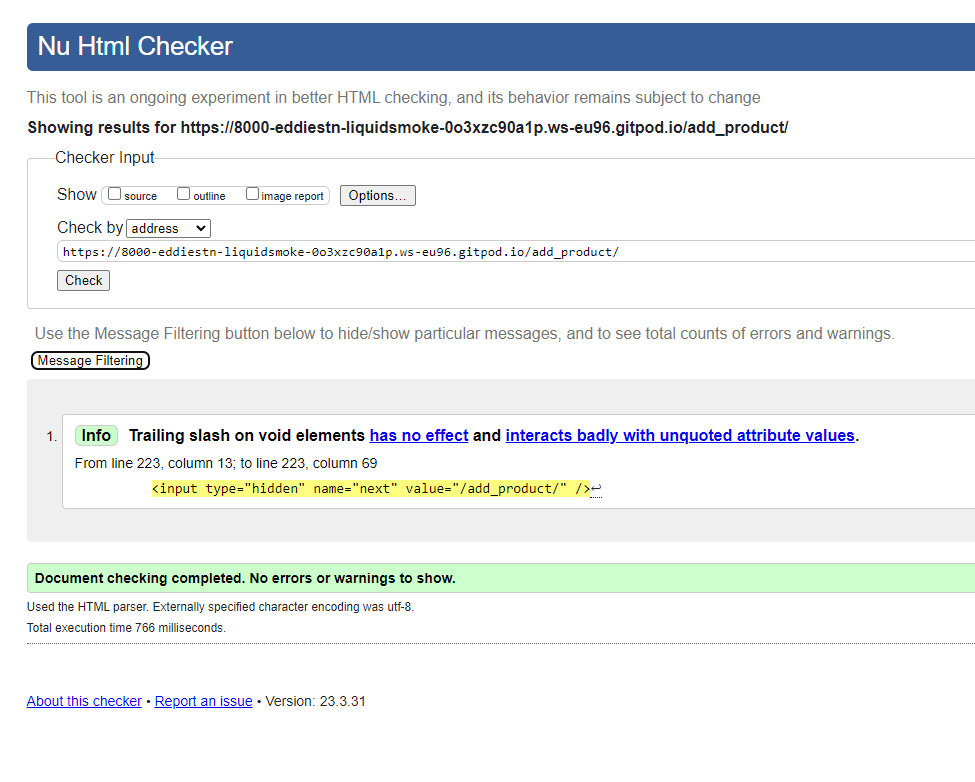 Nu Html Checker
This tool is an ongoing experiment in better HTML checking, and its behavior remains subject to change
Showing results for https://8000-eddiestn-liquidsmoke-0o3xzc90a1p.ws-eu96.gitpod.io/add_product/
Checker Input
Show source outline image report Options...
Check by address
https://8000-eddiestn-liquidsmoke-0o3xzc90a1p.ws-eu96.gitpod.io/add_product/
Check
Use the Message Filtering button below to hide/show particular messages, and to see total counts of errors and warnings.
Message Filtering
1. Info Trailing slash on void elements has no effect and interacts badly with unquoted attribute values.
From line 223, column 13; to line 223, column 69
<input type="hidden" name="next" value="/add_product/" />↩
Document checking completed. No errors or warnings to show.
Used the HTML parser. Externally specified character encoding was utf-8.
Total execution time 766 milliseconds.
About this checker • Report an issue • Version: 23.3.31